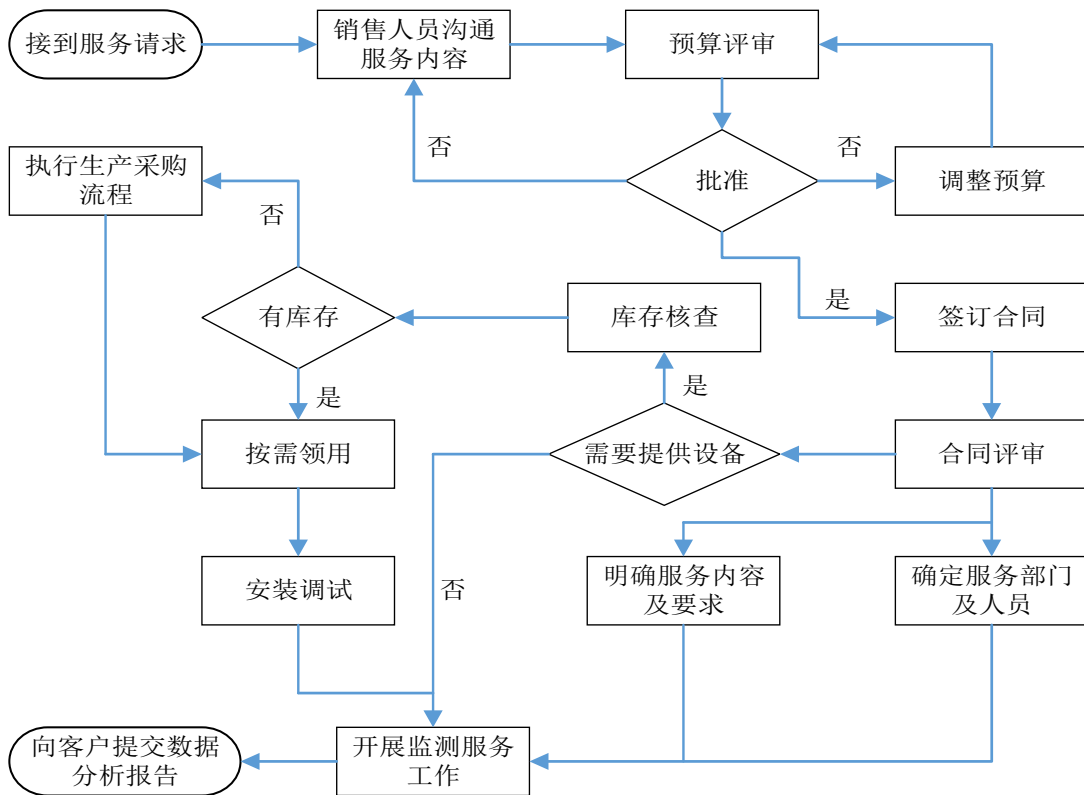 接到服务请求
销售人员沟通
服务内容
预算评审
否
否
执行生产采购
流程
批准
调整预算
否
是
有库存
库存核查
签订合同
是
是
按需领用
需要提供设备
合同评审
安装调试
否
明确服务内容
及要求
确定服务部门
及人员
向客户提交数据
分析报告
开展监测服务
工作